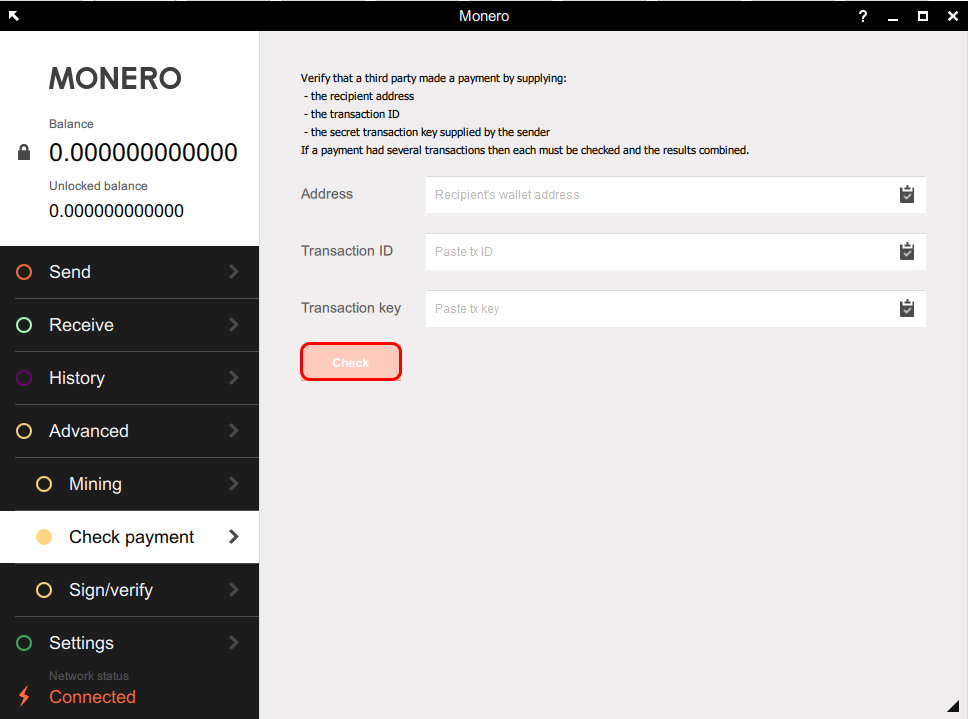 Monero
?
MONERO
Balance
0.000000000000
Unlocked balance
0.000000000000
Send
Receive
History
Advanced
Mining
Check payment
Sign/verify
Settings
Network status
Connected
Verify that a third party made a payment by supplying:
- the recipient address
- the transaction ID
- the secret transaction key supplied by the sender
If a payment had several transactions then each must be checked and the results combined.
Address
Recipient's wallet address
Transaction ID
Paste tx ID
Transaction key
Paste tx key
Check